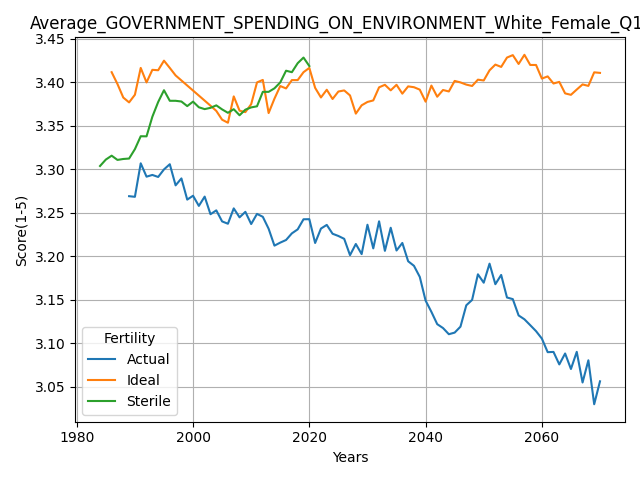 Average_GOVERNMENT_SPENDING_ON_ENVIRONMENT_White_Female_Q1
3.45
3.40
3.35
3.30
3.25
3.20
3.15
3.10
3.05
Score(1-5)
Fertility
Actual
Ideal
Sterile
1980
2000
2020
2040
2060
Years